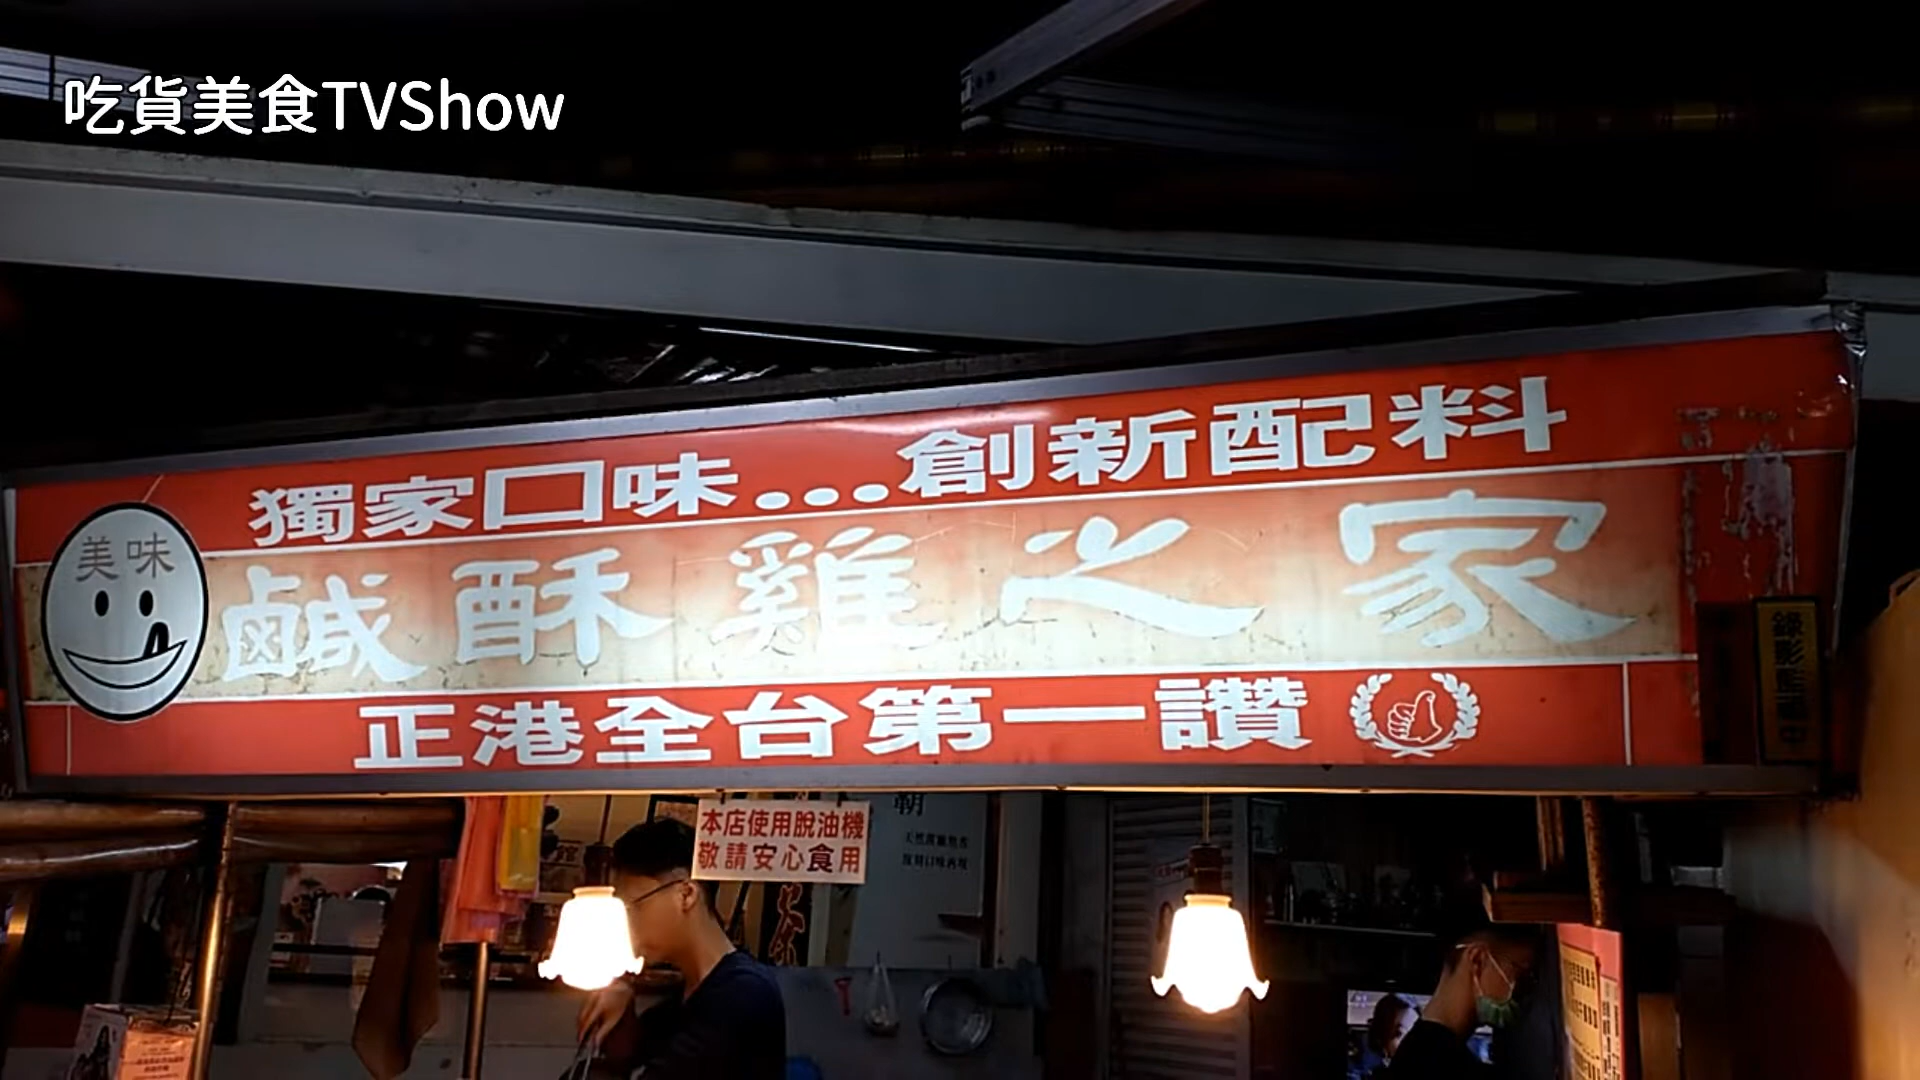 吃貨美食TVShow
獨家口味...創新配料
美味
鹹酥雞之家
正港全台第一讚
錄影監視中
本店使用脫油機
敬請安心食用